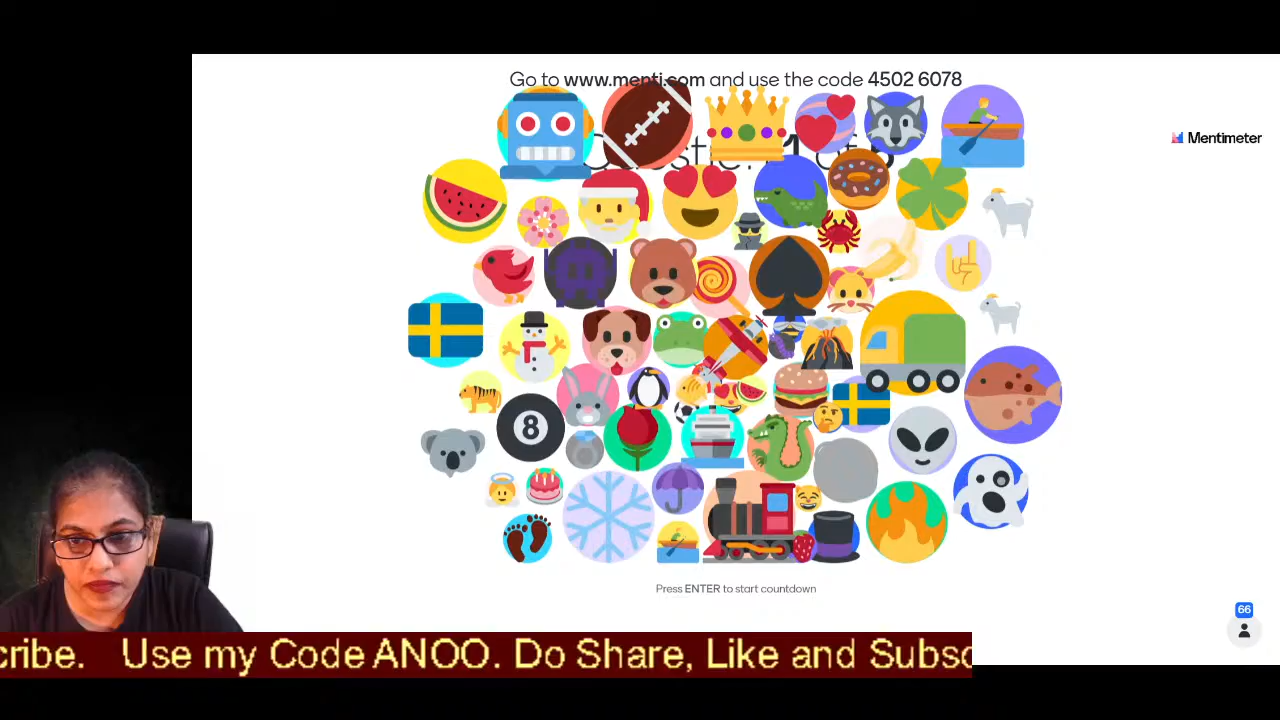 Go to www.menti.com and use the code 4502 6078
Mentimeter
8
Press ENTER to start countdown
66
cribe. Use my Code ANOO. Do Share, Like and Subsc